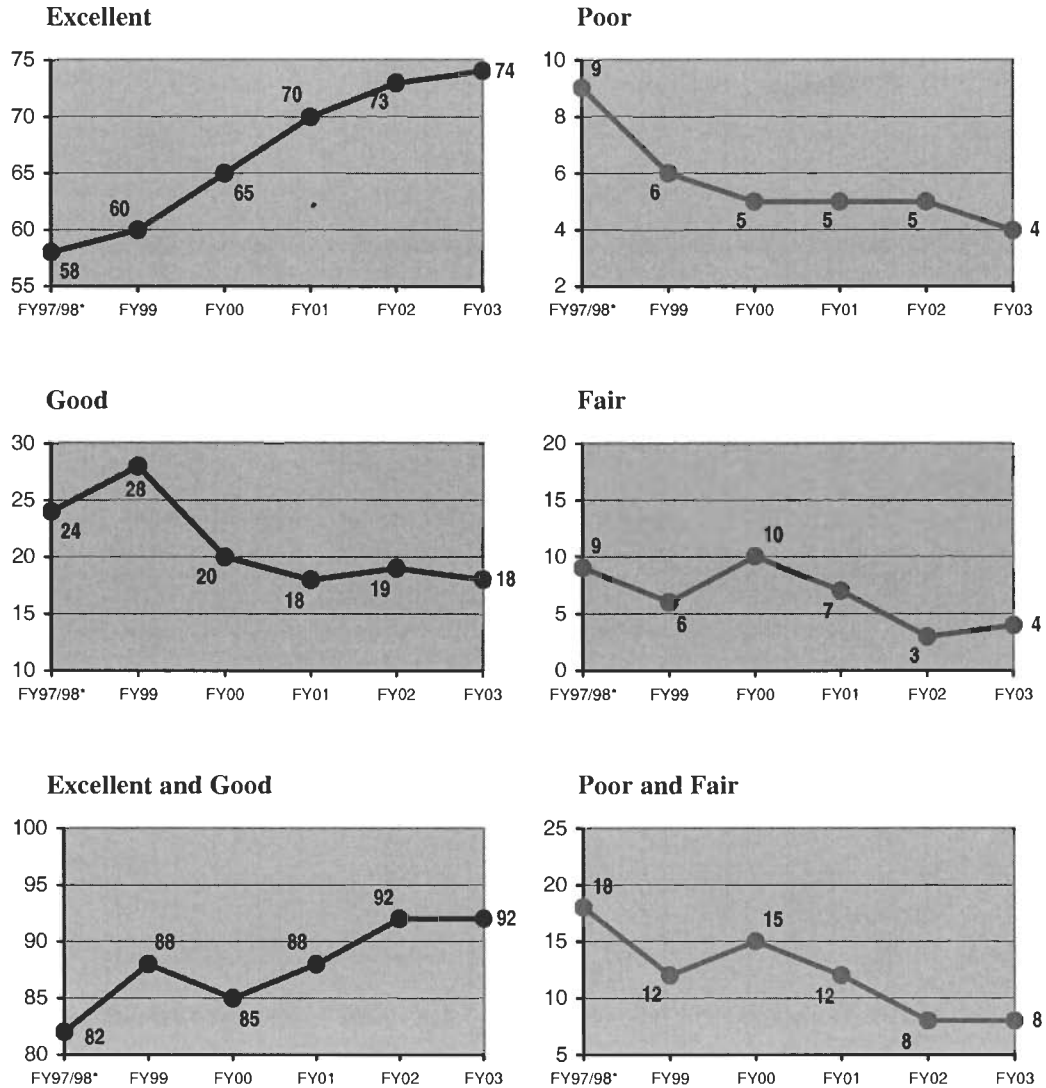 Excellent
75
70
65
60
55
58
60
65
70
73
74
FY97/98*
FY99
FY00
FY01
FY02
FY03
Poor
10
8
6
4
2
9
6
5
5
5
4
FY97/98*
FY99
FY00
FY01
FY02
FY03
Good
30
25
20
15
10
24
28
20
18
19
18
FY97/98*
FY99
FY00
FY01
FY02
FY03
Fair
20
15
10
5
0
9
6
10
7
3
4
FY97/98*
FY99
FY00
FY01
FY02
FY03
Excellent and Good
100
95
90
85
80
82
88
85
88
92
92
FY97/98*
FY99
FY00
FY01
FY02
FY03
Poor and Fair
25
20
15
10
5
18
12
15
12
8
8
FY97/98*
FY99
FY00
FY01
FY02
FY03